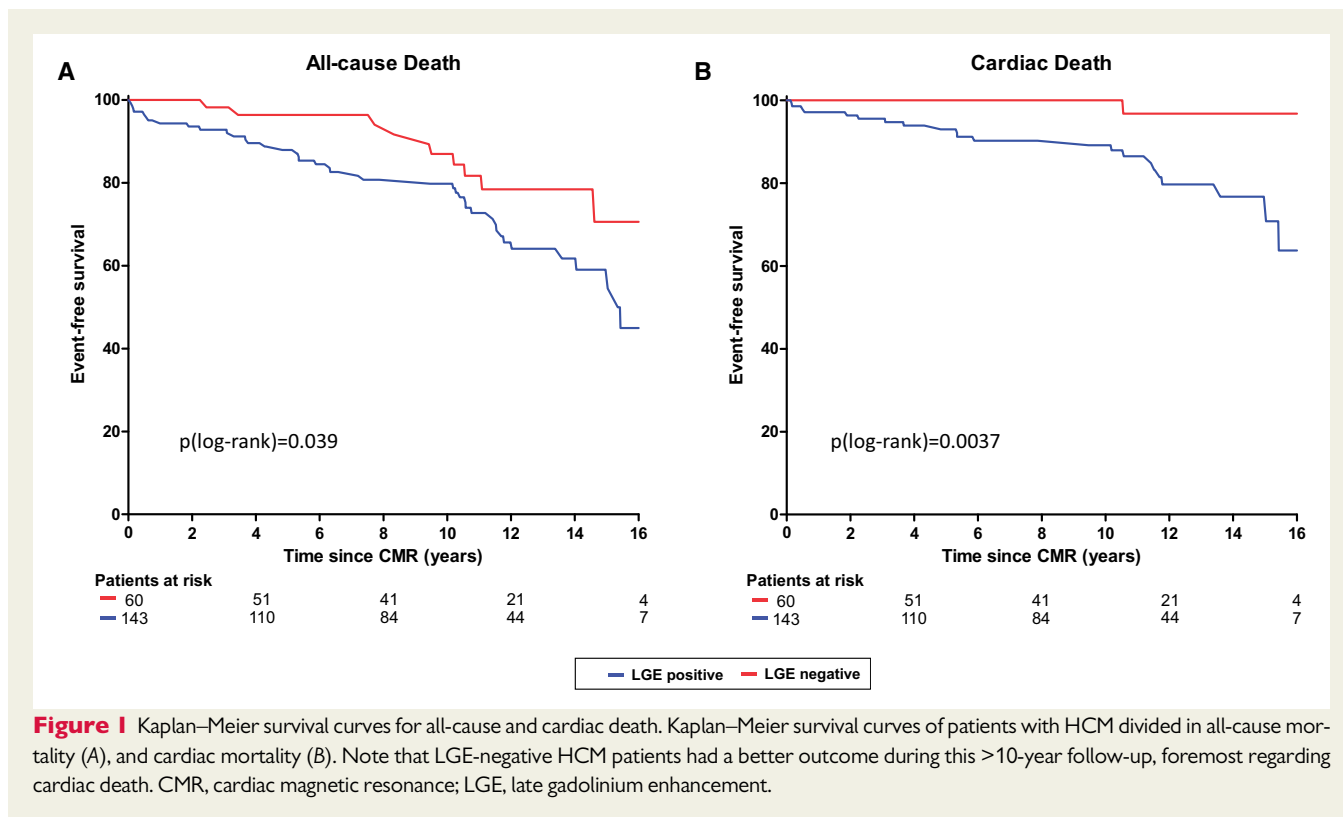 A
All-cause Death
Event-free survival
100
80
60
40
20
0
0 2 4 6 8 10 12 14 16
Time since CMR (years)
p(log-rank)=0.039
Patients at risk
60 51 41 21 4
143 110 84 44 7
B
Cardiac Death
Event-free survival
100
80
60
40
20
0
0 2 4 6 8 10 12 14 16
Time since CMR (years)
p(log-rank)=0.0037
Patients at risk
60 51 41 21 4
143 110 84 44 7
LGE positive LGE negative
Figure 1 Kaplan–Meier survival curves for all-cause and cardiac death. Kaplan–Meier survival curves of patients with HCM divided in all-cause mor-
tality (A), and cardiac mortality (B). Note that LGE-negative HCM patients had a better outcome during this >10-year follow-up, foremost regarding
cardiac death. CMR, cardiac magnetic resonance; LGE, late gadolinium enhancement.